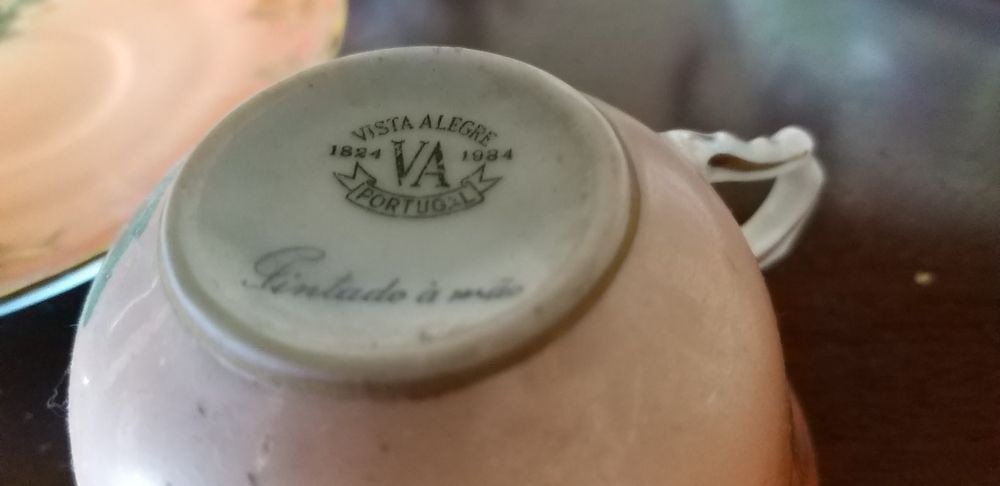 VISTA ALEGRE
1824 VA 1984
PORTUGAL
Pintado à mão